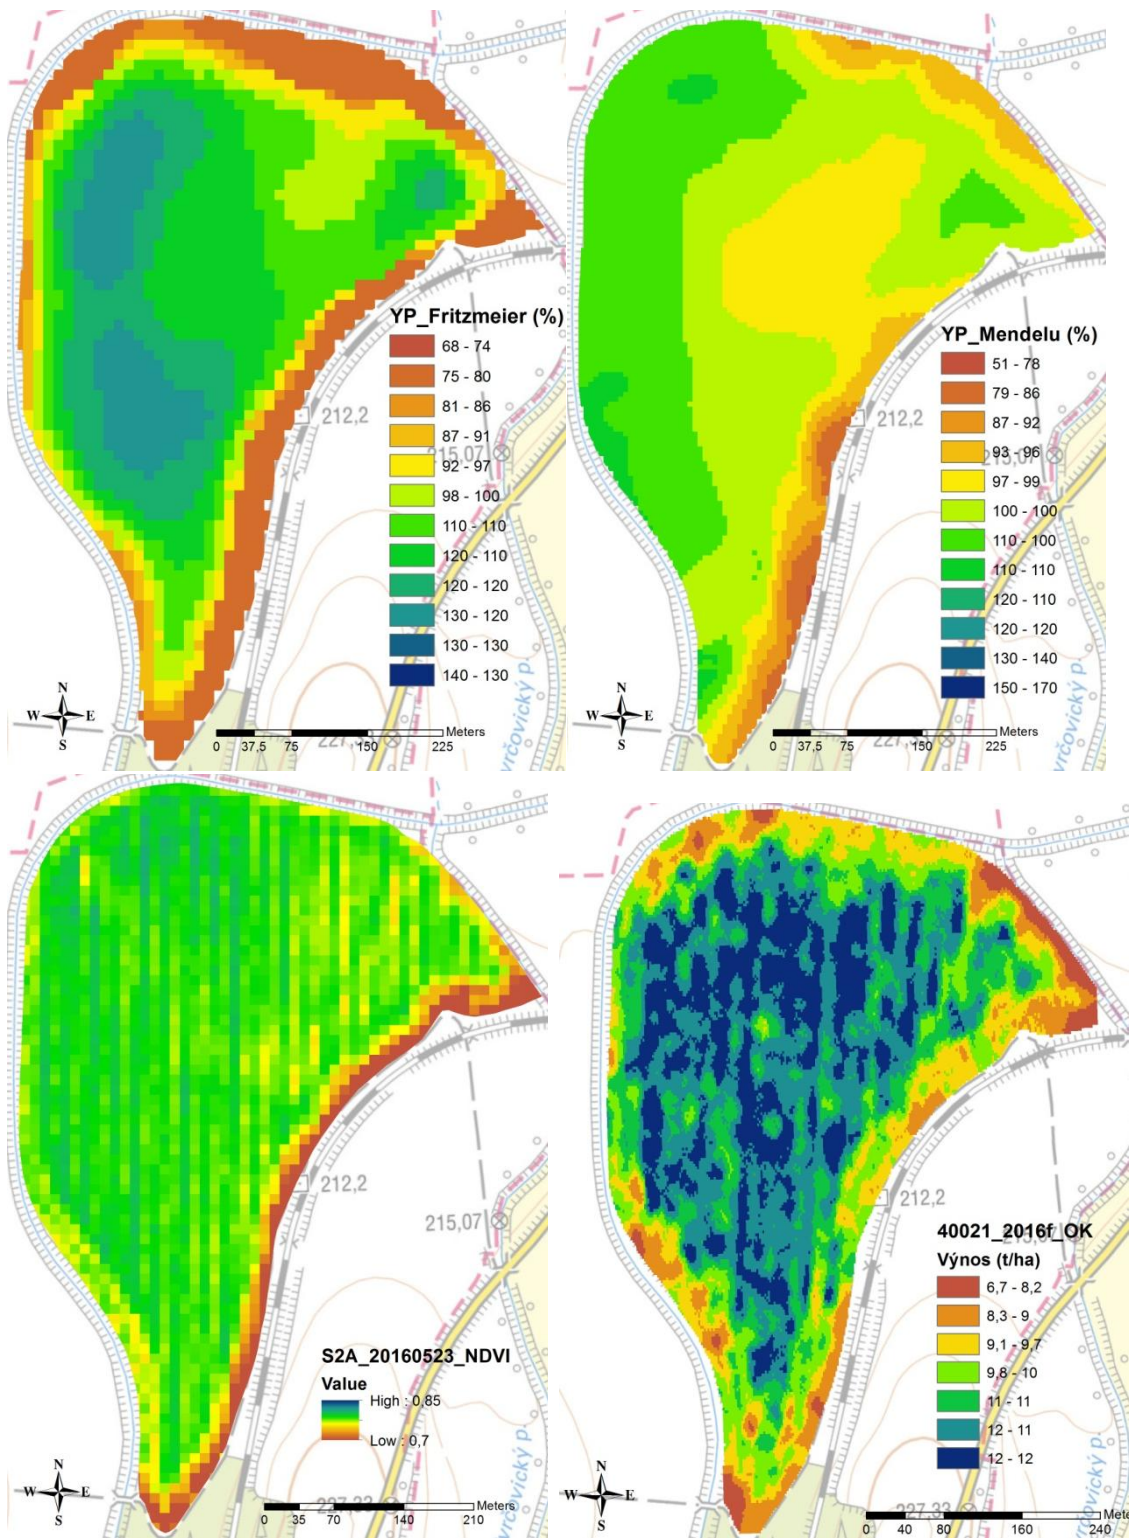 YP_Fritzmeier (%)
68 - 74
75 - 80
81 - 86
87 - 91
92 - 97
98 - 100
110 - 110
120 - 110
120 - 120
130 - 120
130 - 130
140 - 130
212,2
215,07
N
W E
S
Meters
0 37,5 75 150 225
YP_Mendelu (%)
51 - 78
79 - 86
87 - 92
93 - 96
97 - 99
100 - 100
110 - 100
110 - 110
120 - 110
120 - 120
130 - 140
150 - 170
212,2
N
W E
S
Meters
0 37,5 75 150 225
S2A_20160523_NDVI
Value
High : 0,85
Low : 0,7
212,2
215,07
N
W E
S
Meters
0 35 70 140 210
40021_2016f_OK
Výnos (t/ha)
6,7 - 8,2
8,3 - 9
9,1 - 9,7
9,8 - 10
11 - 11
12 - 11
12 - 12
212,2
227,33
N
W E
S
0 40 80 160 240